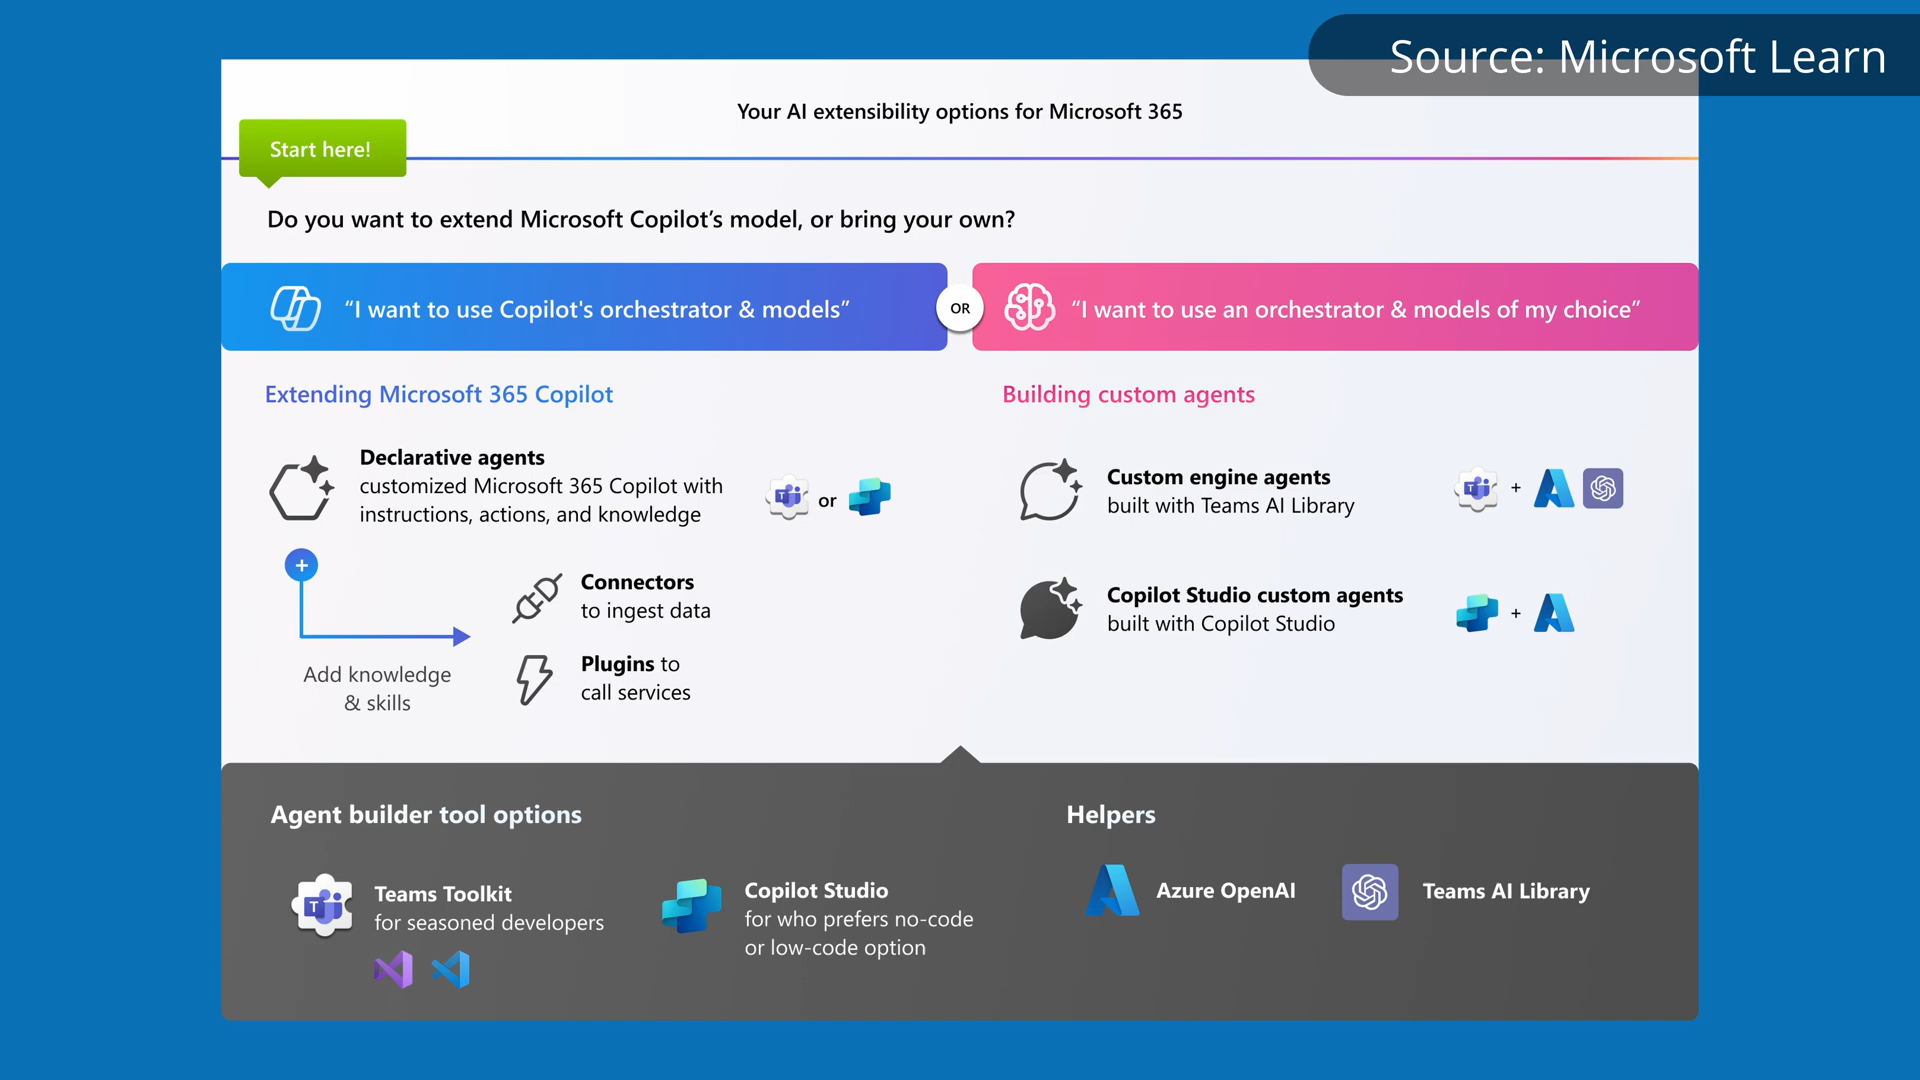 Source: Microsoft Learn
Your AI extensibility options for Microsoft 365
Start here!
Do you want to extend Microsoft Copilot’s model, or bring your own?
“I want to use Copilot's orchestrator & models”
OR
“I want to use an orchestrator & models of my choice”
Extending Microsoft 365 Copilot
Declarative agents
customized Microsoft 365 Copilot with
instructions, actions, and knowledge
T
or
+
Add knowledge
& skills
Connectors
to ingest data
Plugins to
call services
Building custom agents
Custom engine agents
built with Teams AI Library
T
+
Copilot Studio custom agents
built with Copilot Studio
+
Agent builder tool options
T
Teams Toolkit
for seasoned developers
Copilot Studio
for who prefers no-code
or low-code option
Helpers
Azure OpenAI
Teams AI Library